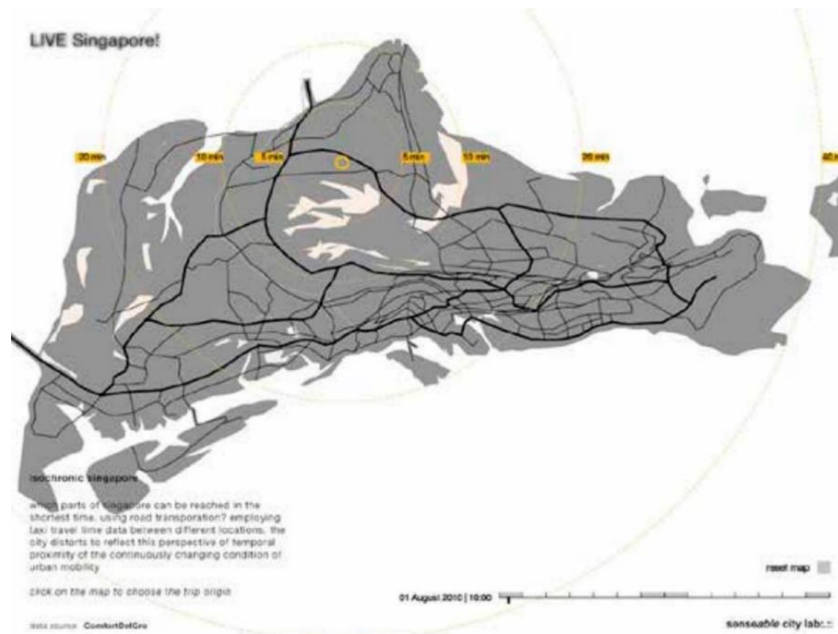 LIVE Singapore!
20 min 10 min 5 min 5 min 10 min 20 min
isochronic singapore
which parts of singapore can be reached in the
shortest time, using road transporation? employing
taxi travel time data between different locations, the
city distorts to reflect this perspective of temporal
proximity of the continuously changing condition of
urban mobility
click on the map to choose the trip origin
reset map
01 August 2010 |
data source ComfortDelGro
senseable city lab